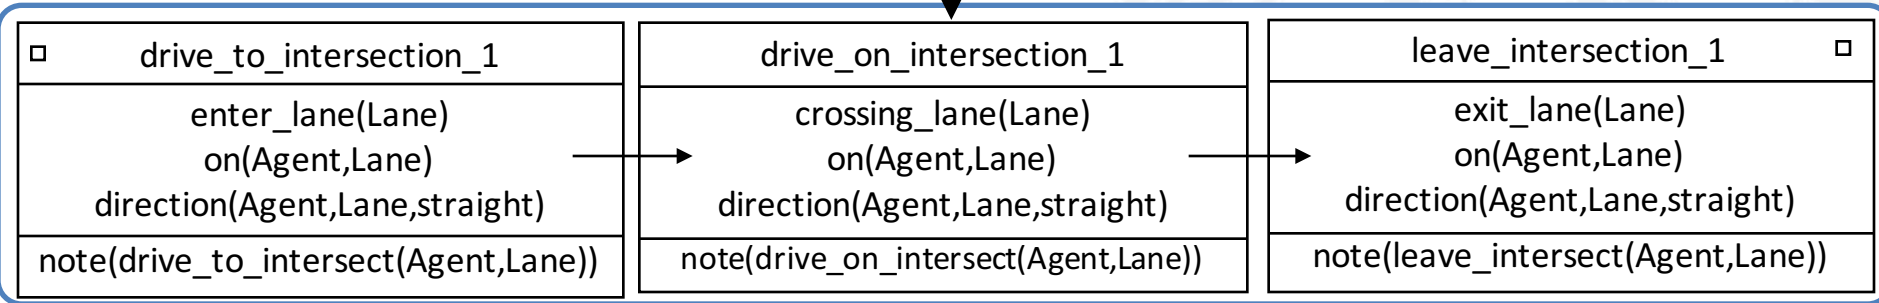 drive_to_intersection_1
enter_lane(Lane)
on(Agent,Lane)
direction(Agent,Lane,straight)
note(drive_to_intersect(Agent,Lane))
drive_on_intersection_1
crossing_lane(Lane)
on(Agent,Lane)
direction(Agent,Lane,straight)
note(drive_on_intersect(Agent,Lane))
leave_intersection_1
exit_lane(Lane)
on(Agent,Lane)
direction(Agent,Lane,straight)
note(leave_intersect(Agent,Lane))